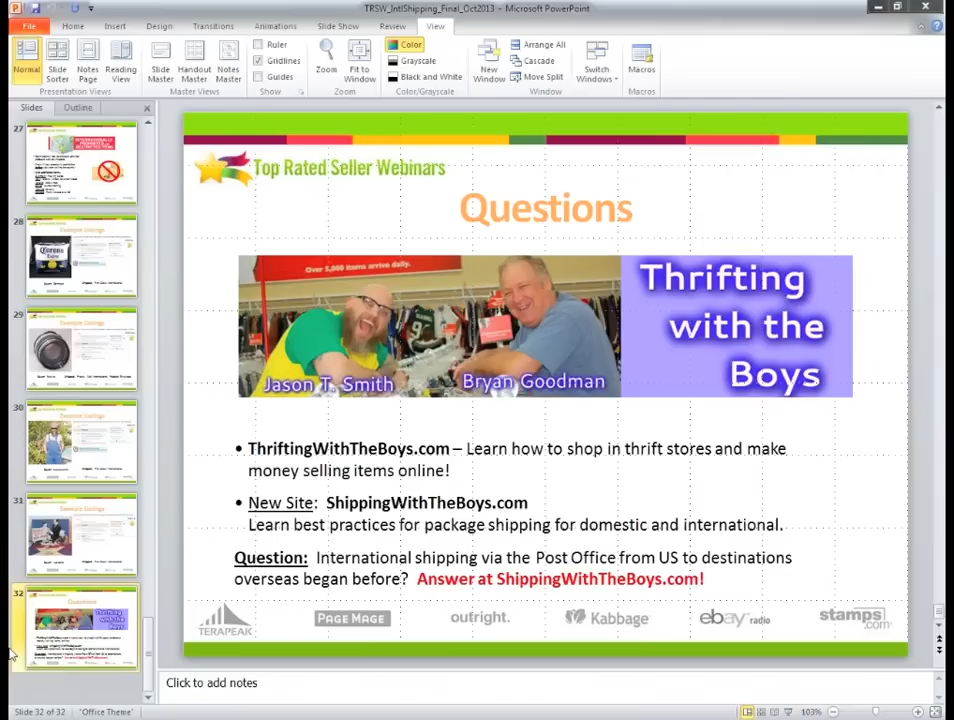 TRSW_IntlShipping_Final_Oct2013 - Microsoft PowerPoint
File Home Insert Design Transitions Animations Slide Show Review View
Normal
Slide Sorter
Notes Page
Reading View
Presentation Views
Slide Master
Handout Master
Notes Master
Master Views
Ruler
Gridlines
Guides
Show
Zoom
Fit to Window
Zoom
Color
Grayscale
Black and White
Color/Grayscale
New Window
Arrange All
Cascade
Move Split
Window
Switch Windows
Macros
Macros
Slides Outline
27
28
29
30
31
32
Top Rated Seller Webinars
Questions
Over 5,000 items arrive daily.
Jason T. Smith
Bryan Goodman
Thrifting
with the
Boys
• ThriftingWithTheBoys.com – Learn how to shop in thrift stores and make
money selling items online!
• New Site: ShippingWithTheBoys.com
Learn best practices for package shipping for domestic and international.
Question: International shipping via the Post Office from US to destinations
overseas began before? Answer at ShippingWithTheBoys.com!
TERAPEAK PAGE MAGE outright. Kabbage ebay radio stamps.com
Click to add notes
Slide 32 of 32 "Office Theme" 103%